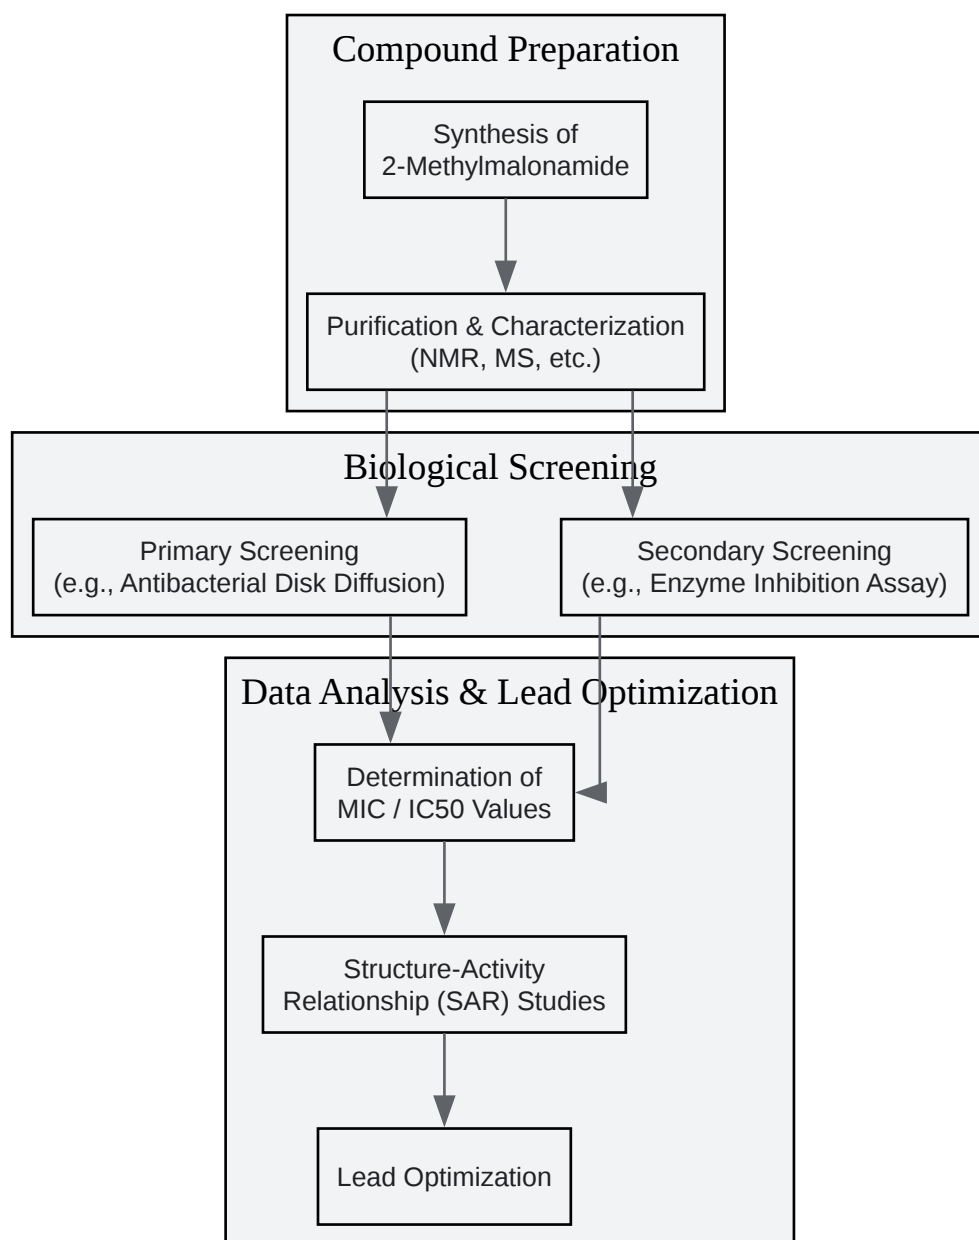 Compound Preparation
Synthesis of
2-Methylmalonamide
Purification & Characterization
(NMR, MS, etc.)
Biological Screening
Primary Screening
(e.g., Antibacterial Disk Diffusion)
Secondary Screening
(e.g., Enzyme Inhibition Assay)
Data Analysis & Lead Optimization
Determination of
MIC / IC50 Values
Structure-Activity
Relationship (SAR) Studies
Lead Optimization